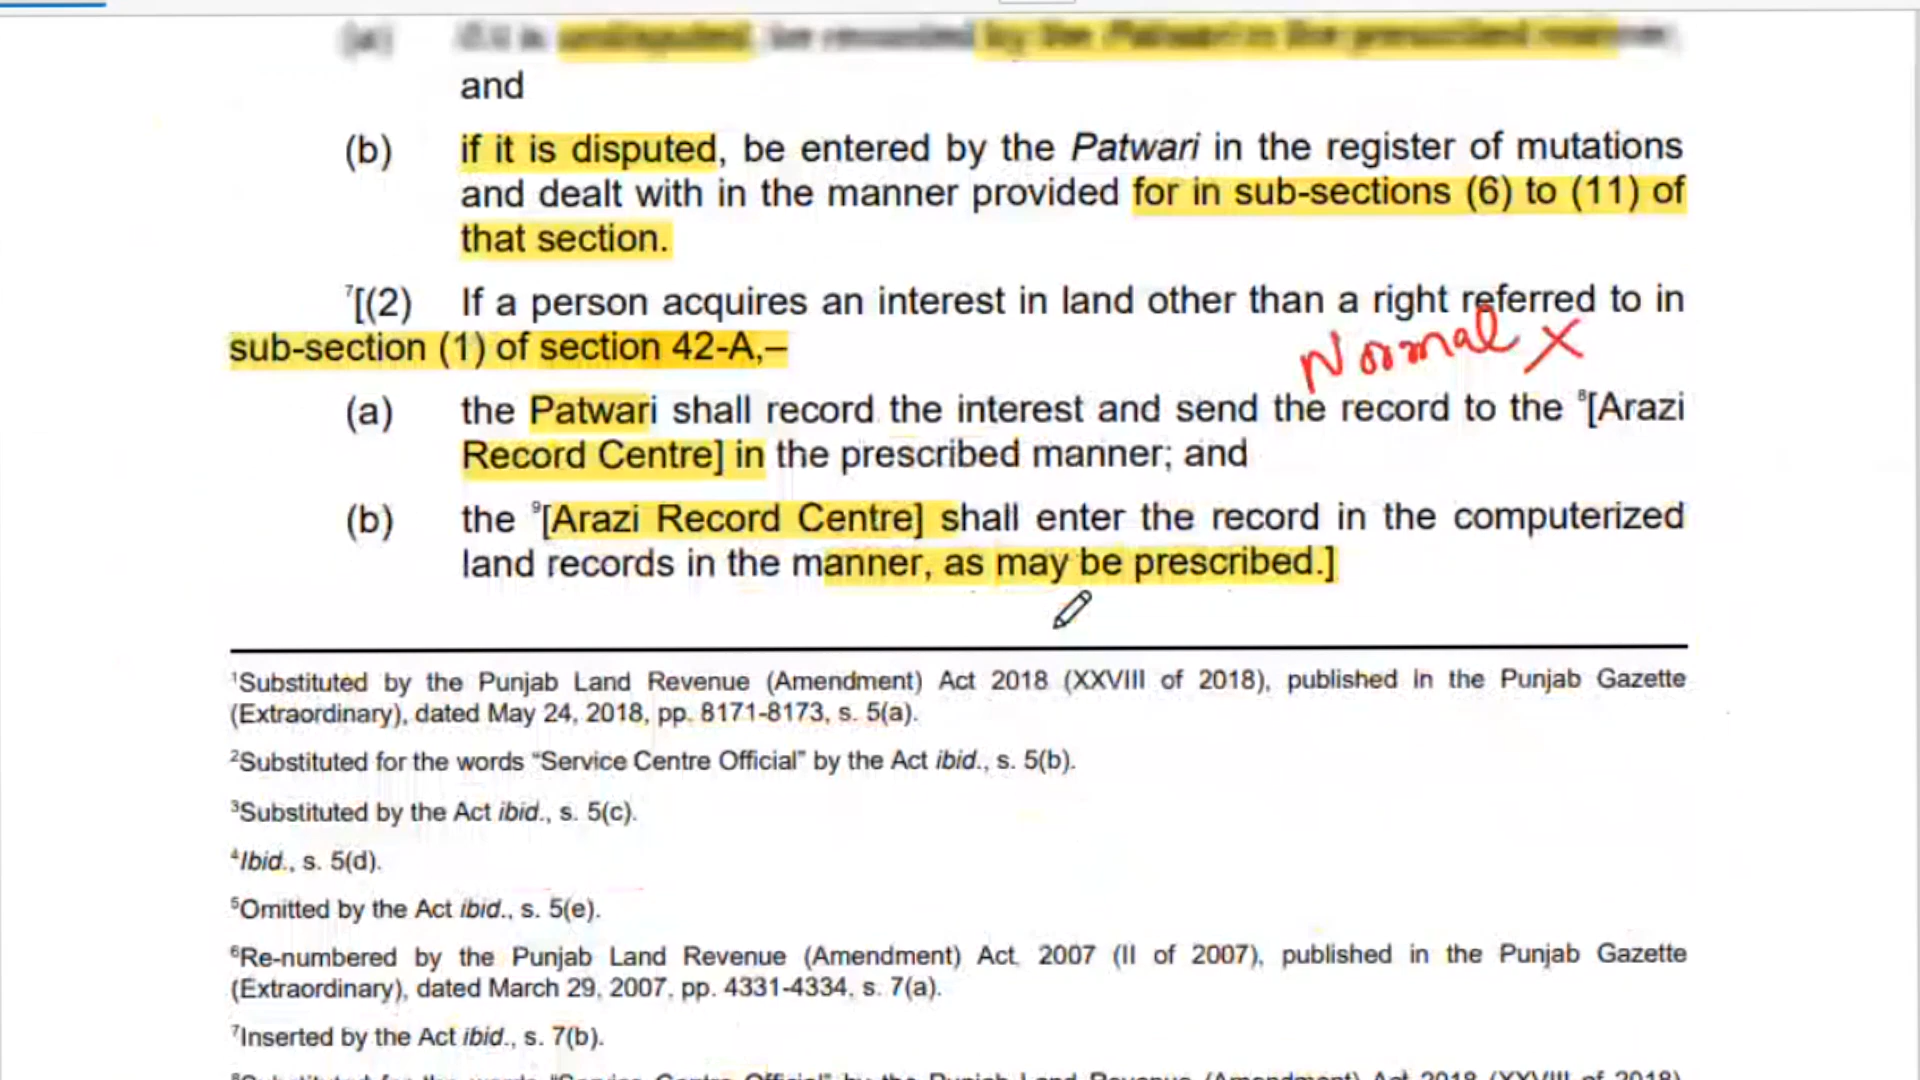 and
(b) if it is disputed, be entered by the Patwari in the register of mutations
and dealt with in the manner provided for in sub-sections (6) to (11) of
that section.
⁷[(2) If a person acquires an interest in land other than a right referred to in
sub-section (1) of section 42-A,–
Normal X
(a) the Patwari shall record the interest and send the record to the ⁸[Arazi
Record Centre] in the prescribed manner; and
(b) the ⁹[Arazi Record Centre] shall enter the record in the computerized
land records in the manner, as may be prescribed.]
¹Substituted by the Punjab Land Revenue (Amendment) Act 2018 (XXVIII of 2018), published in the Punjab Gazette
(Extraordinary), dated May 24, 2018, pp. 8171-8173, s. 5(a).
²Substituted for the words “Service Centre Official” by the Act ibid., s. 5(b).
³Substituted by the Act ibid., s. 5(c).
⁴Ibid., s. 5(d).
⁵Omitted by the Act ibid., s. 5(e).
⁶Re-numbered by the Punjab Land Revenue (Amendment) Act, 2007 (II of 2007), published in the Punjab Gazette
(Extraordinary), dated March 29, 2007, pp. 4331-4334, s. 7(a).
⁷Inserted by the Act ibid., s. 7(b).